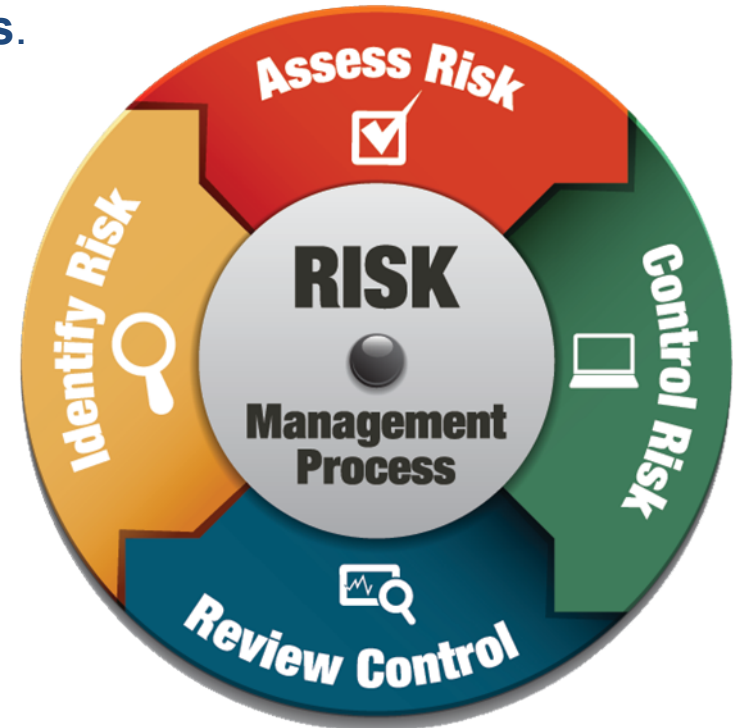 s.
Assess Risk
Identify Risk
RISK
Management
Process
Control Risk
Review Control